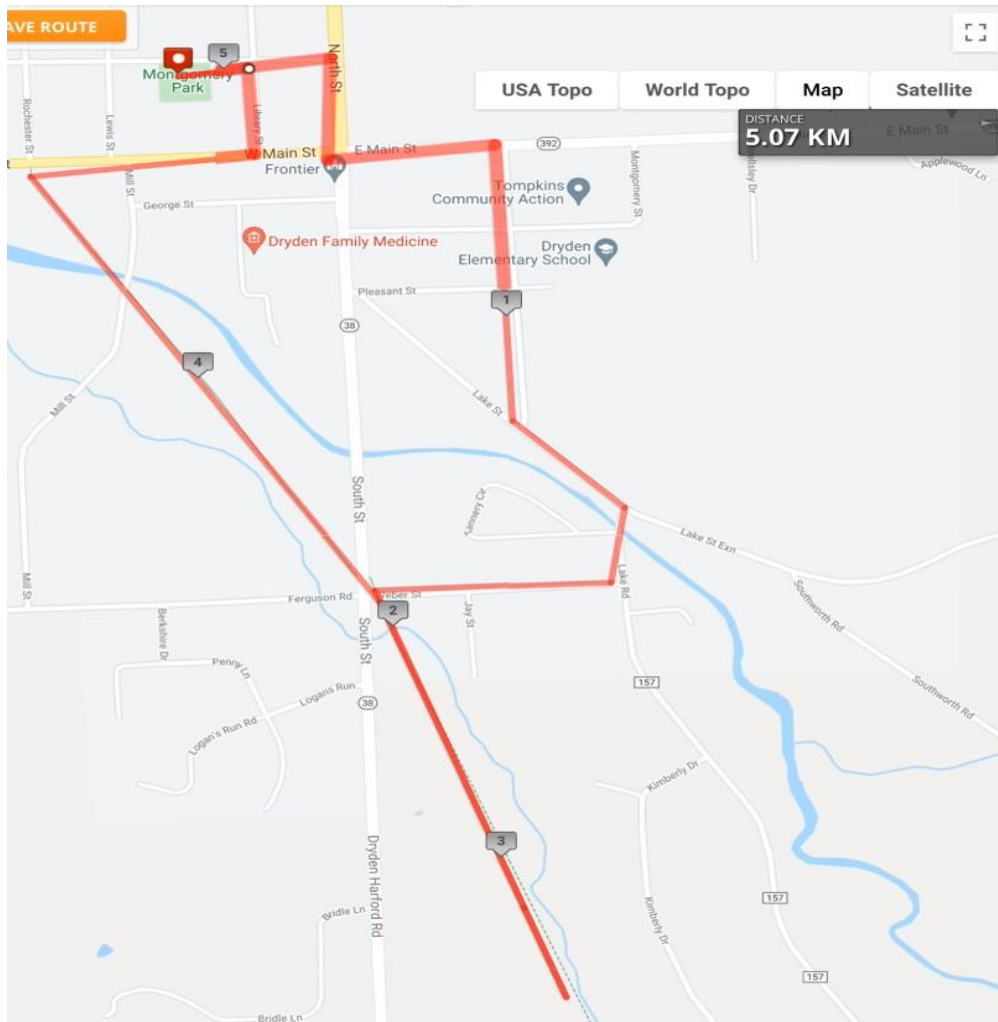 AVE ROUTE
5
North St
Montgomery
Park
USA Topo
World Topo
Map
Satellite
DISTANCE
5.07 KM
E Main St
Rochester St
Lewis St
Library St
W Main St
E Main St
392
Frontier
Applewood Ln
Mill St
George St
Tompkins
Community Action
Montgomery St
Dryden Family Medicine
Dryden
Elementary School
Pleasant St
1
38
4
Mill St
Lake St
South St
Tannery Cir
Lake St Exn
Mill St
Ferguson Rd
Weber St
Lake Rd
Southworth Rd
2
Jay St
Berkshire Dr
South St
Penny Ln
Logans Run
157
Southworth Rd
38
Logan's Run Rd
Kimberly Dr
3
Dryden Harford Rd
157
Bridle Ln
Kimberly Dr
157
Bridle Ln